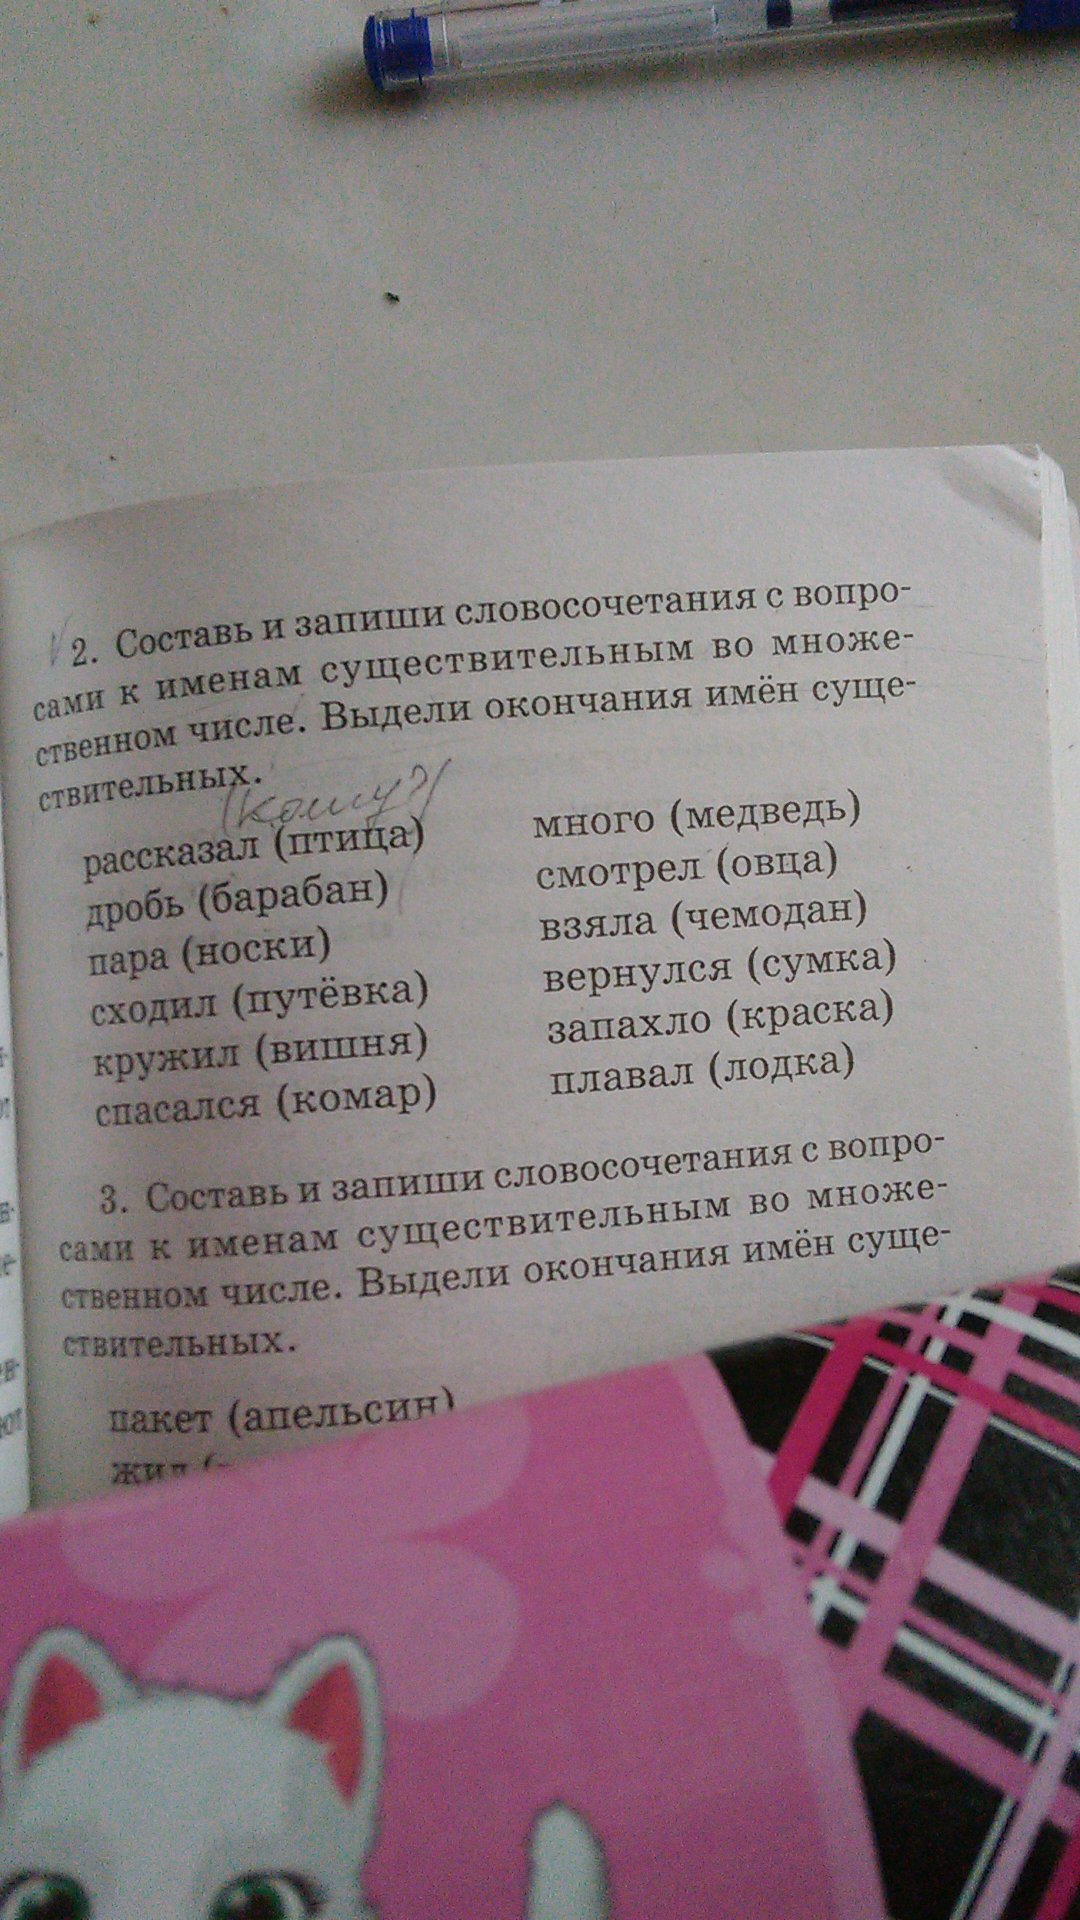 2. Составь и запиши словосочетания с вопро-
сами к именам существительным во множе-
ственном числе. Выдели окончания имён суще-
ствительных.
(кому?)
рассказал (птица)
дробь (барабан)
пара (носки)
сходил (путёвка)
кружил (вишня)
спасался (комар)
много (медведь)
смотрел (овца)
взяла (чемодан)
вернулся (сумка)
запахло (краска)
плавал (лодка)
3. Составь и запиши словосочетания с вопро-
сами к именам существительным во множе-
ственном числе. Выдели окончания имён суще-
ствительных.
пакет (апельсин)